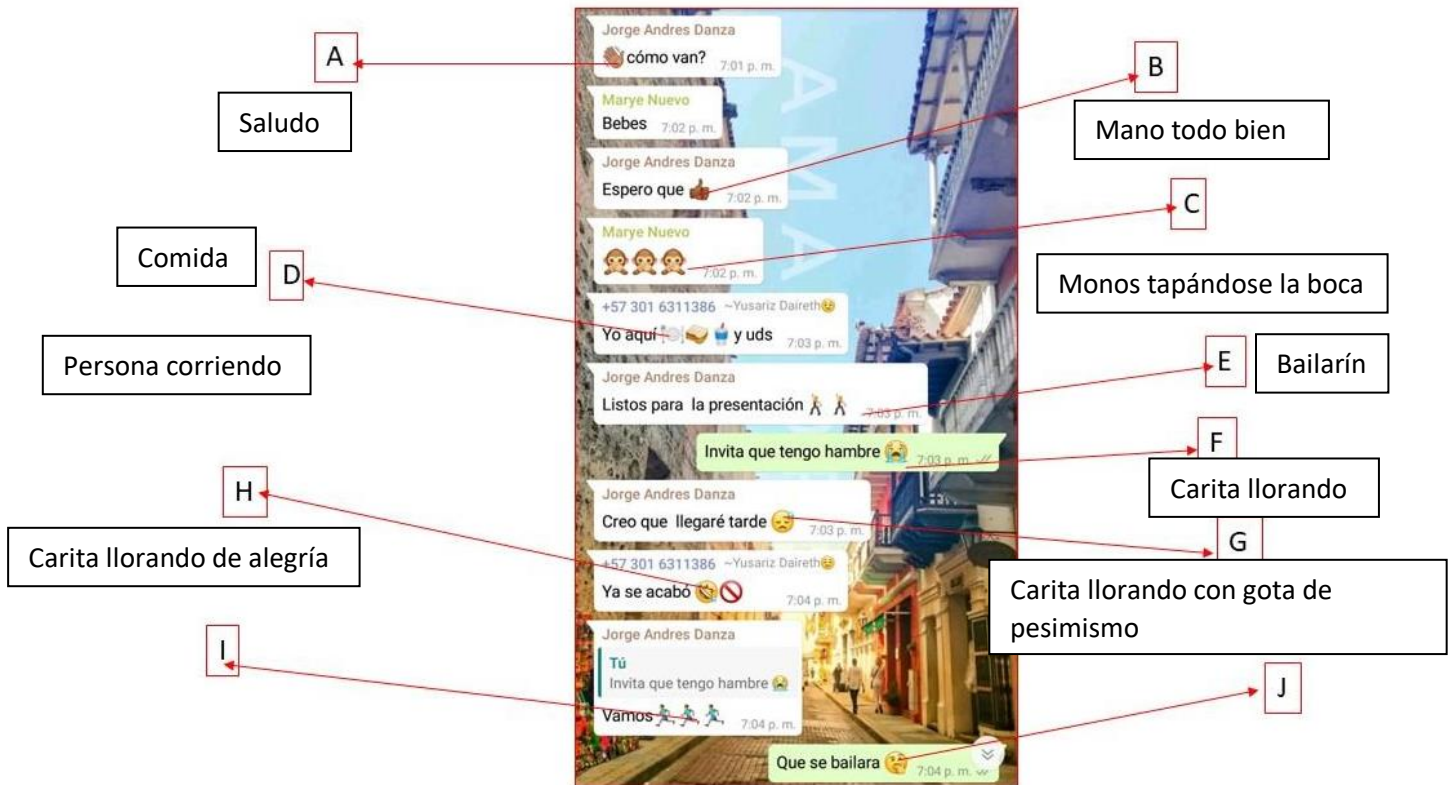 A
Saludo
Comida
D
Persona corriendo
H
Carita llorando de alegría
I
AMA
Jorge Andres Danza
👋🏽cómo van? 7:01 p. m.
Marye Nuevo
Bebes 7:02 p. m.
Jorge Andres Danza
Espero que 👍🏾 7:02 p. m.
Marye Nuevo
🙊🙊🙊 7:02 p. m.
+57 301 6311386 ~Yusariz Daireth
Yo aquí 🍽️🥪🥤 y uds 7:03 p. m.
Jorge Andres Danza
Listos para la presentación 7:03 p. m.
Invita que tengo hambre 😭 7:03 p. m.
Jorge Andres Danza
Creo que llegaré tarde 😓 7:03 p. m.
+57 301 6311386 ~Yusariz Daireth
Ya se acabó 🚫 7:04 p. m.
Jorge Andres Danza
Tú
Invita que tengo hambre 😭
Vamos 🏃🏃🏃 7:04 p. m.
Que se bailara 🤔 7:04 p. m.
B
Mano todo bien
C
Monos tapándose la boca
E
Bailarín
F
Carita llorando
G
Carita llorando con gota de
pesimismo
J